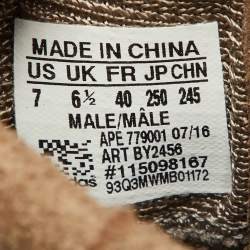 MADE IN CHINA
US UK FR JP CHN
7 6½ 40 250 245
MALE/MÂLE
APE 779001 07/16
ART BY2456
#115098167
93Q3MWMB01172